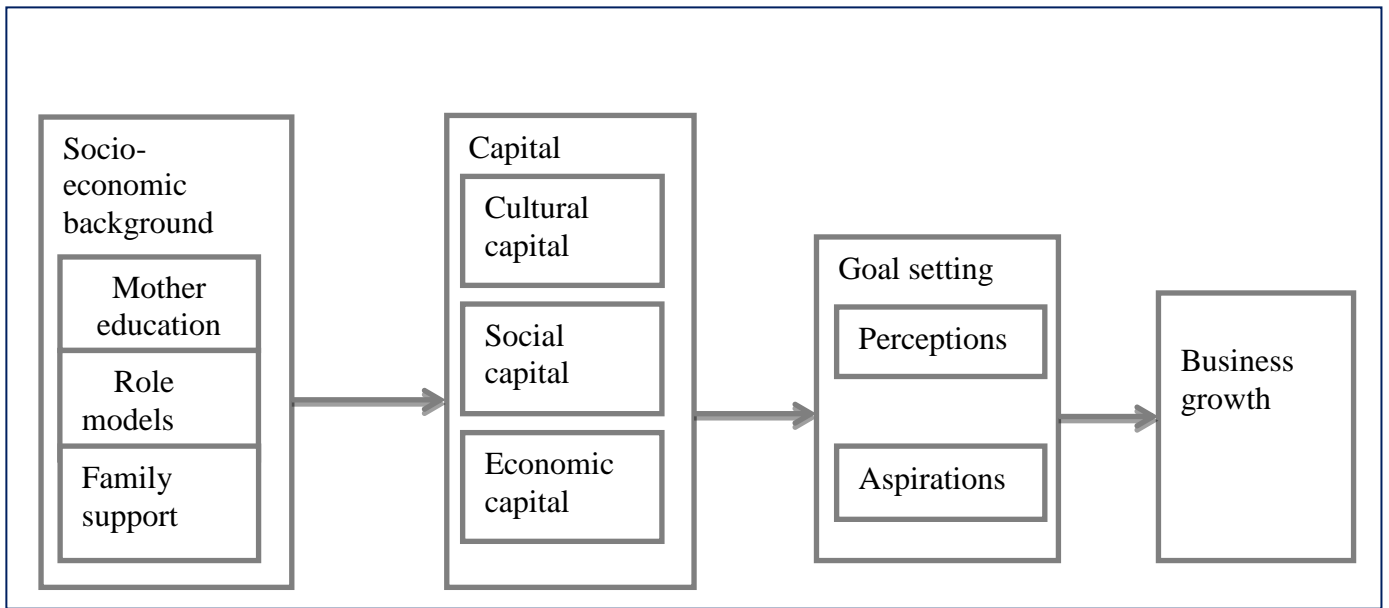 Socio-
economic
background
Mother
education
Role
models
Family
support
Capital
Cultural
capital
Social
capital
Economic
capital
Goal setting
Perceptions
Aspirations
Business
growth